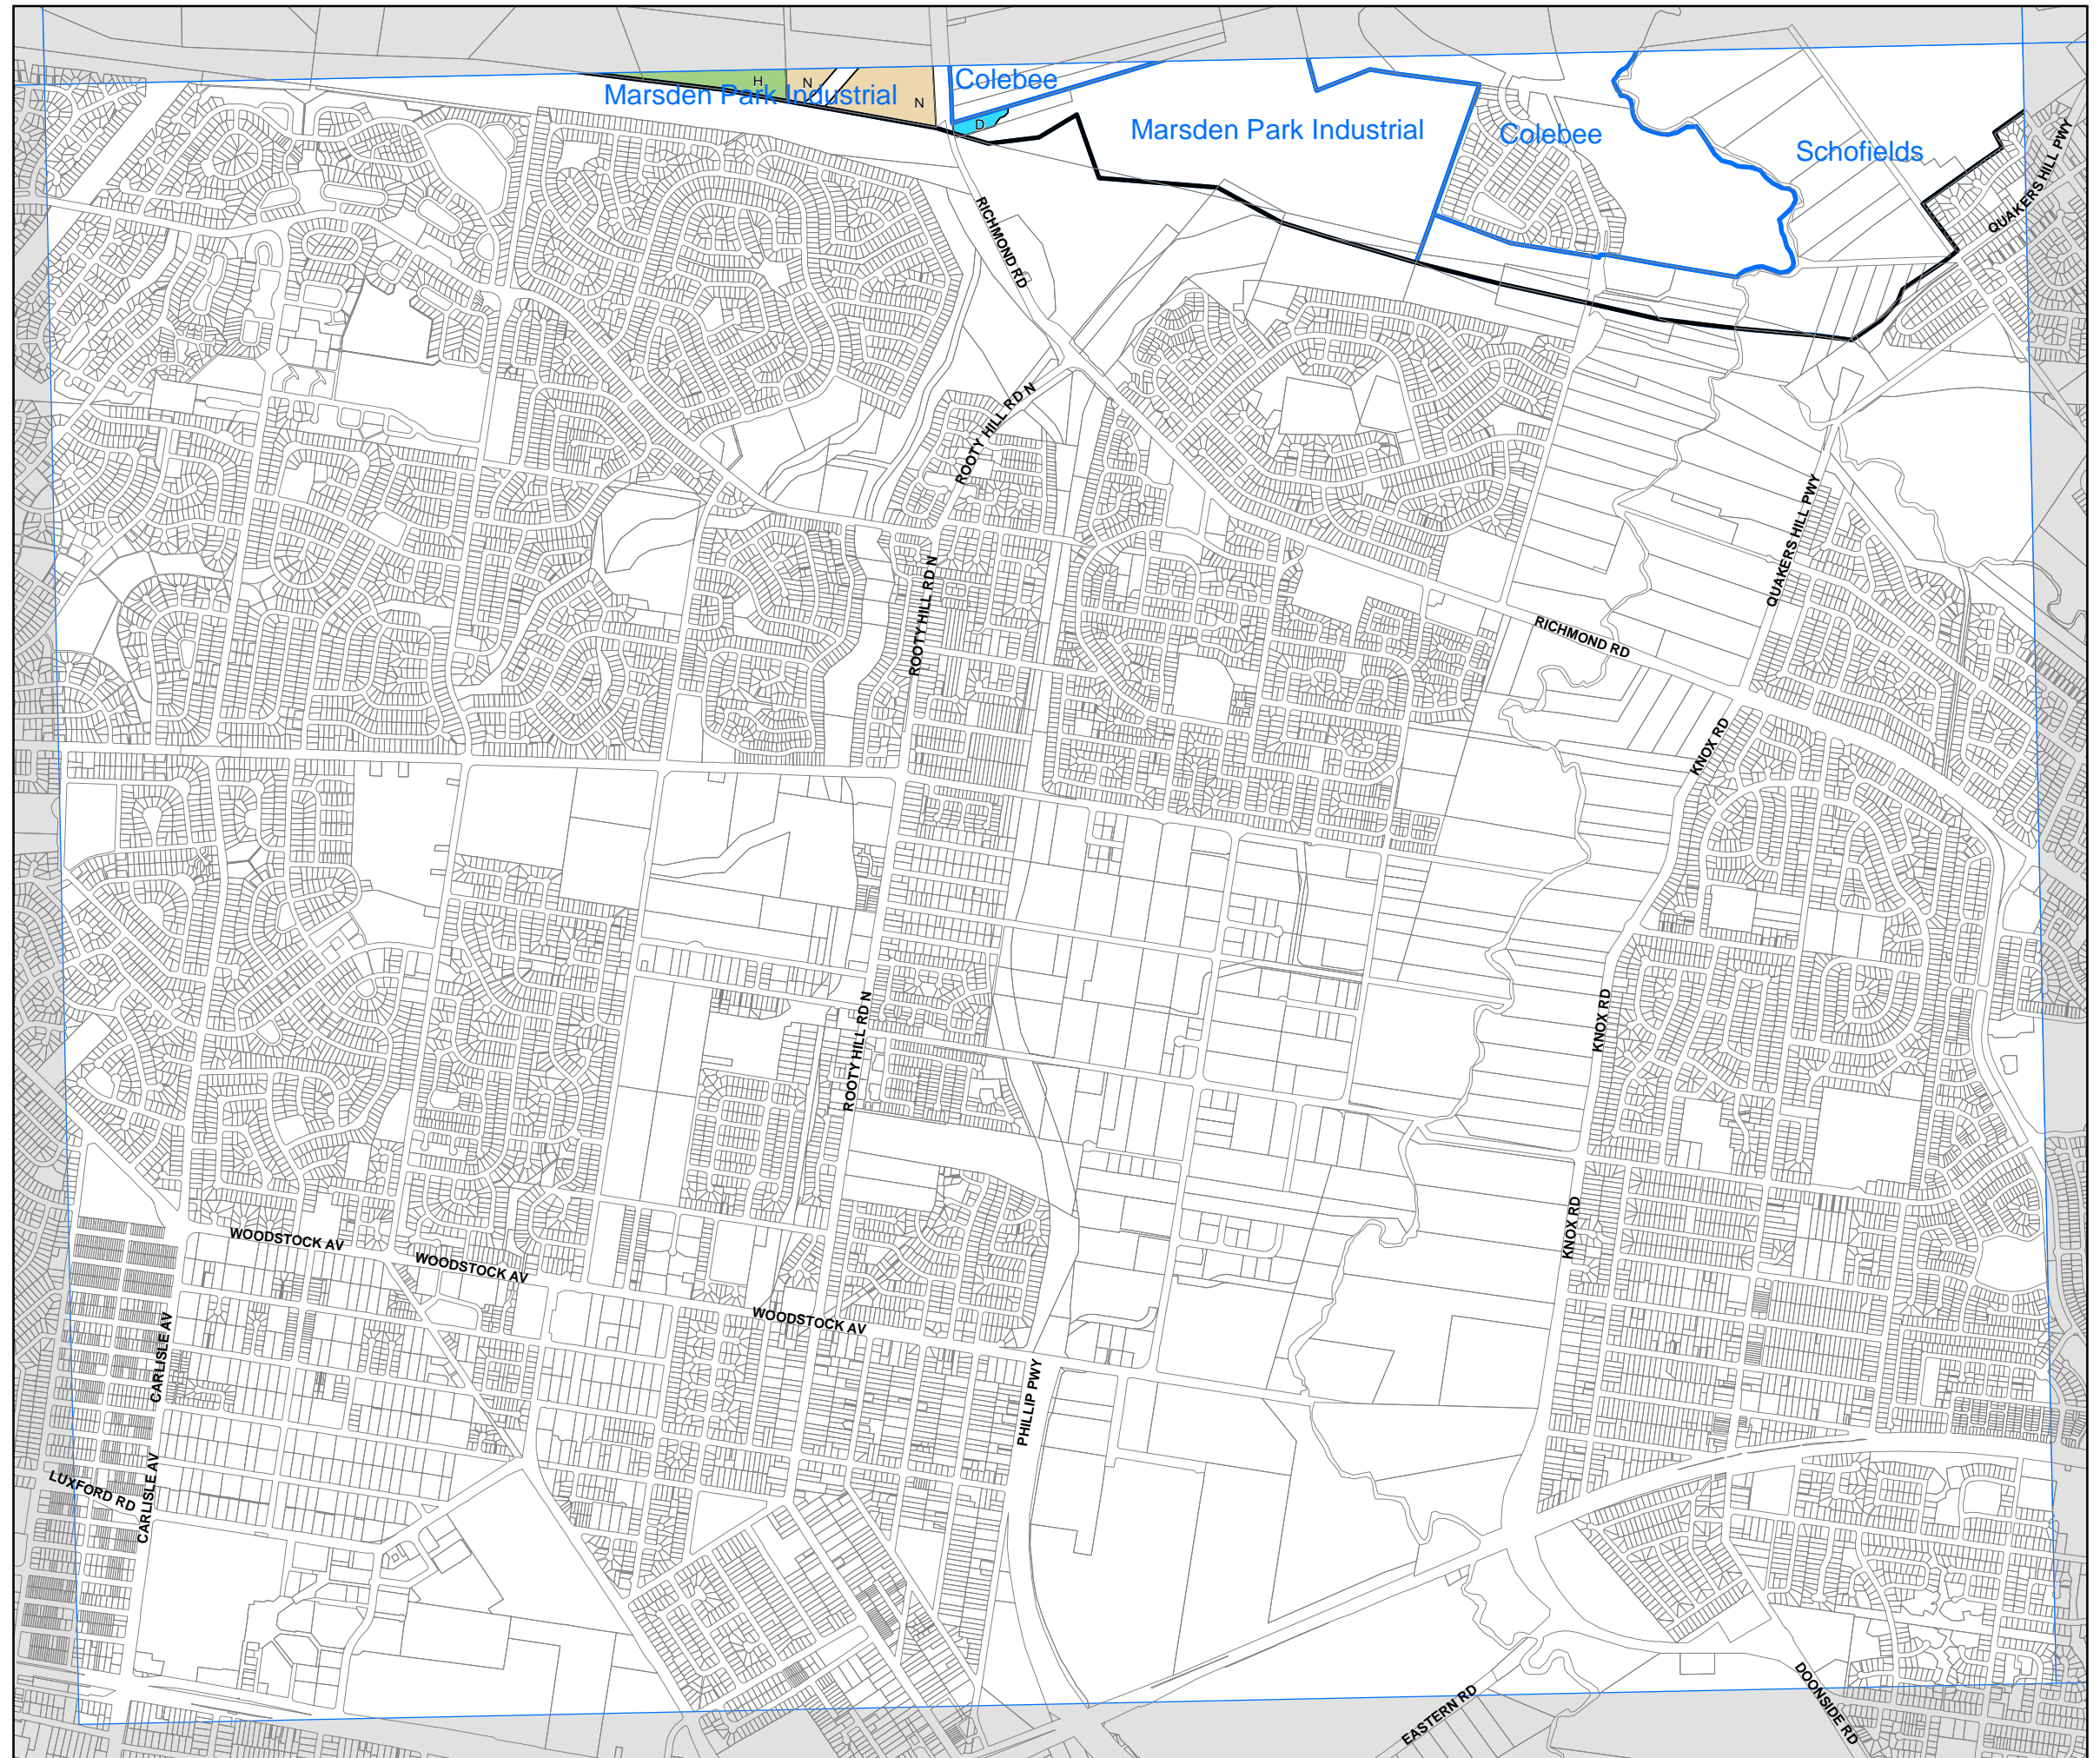 H
N
N
Marsden Park Industrial
Colebee
D
Marsden Park Industrial
Colebee
Schofields
QUAKERS HILL PWY
RICHMOND RD
ROOTY HILL RD N
QUAKERS HILL PWY
ROOTY HILL RD N
RICHMOND RD
KNOX RD
ROOTY HILL RD N
KNOX RD
KNOX RD
WOODSTOCK AV
WOODSTOCK AV
WOODSTOCK AV
CARLISLE AV
PHILLIP PWY
LUXFORD RD
CARLISLE AV
EASTERN RD
DOONSIDE RD